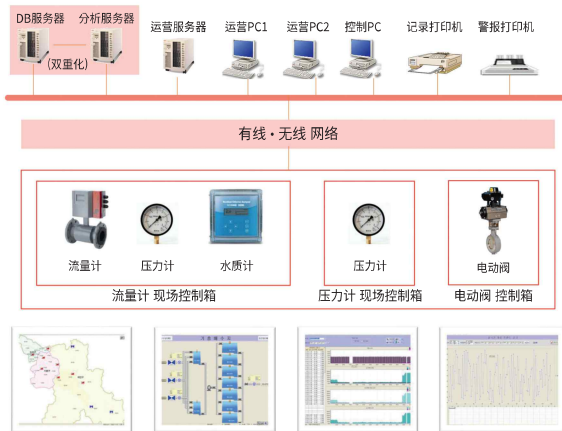 DB服务器 分析服务器
(双重化)
运营服务器 运营PC1 运营PC2 控制PC 记录打印机 警报打印机
有线·无线 网络
流量计 压力计 水质计 压力计 电动阀
流量计 现场控制箱 压力计 现场控制箱 电动阀 控制箱